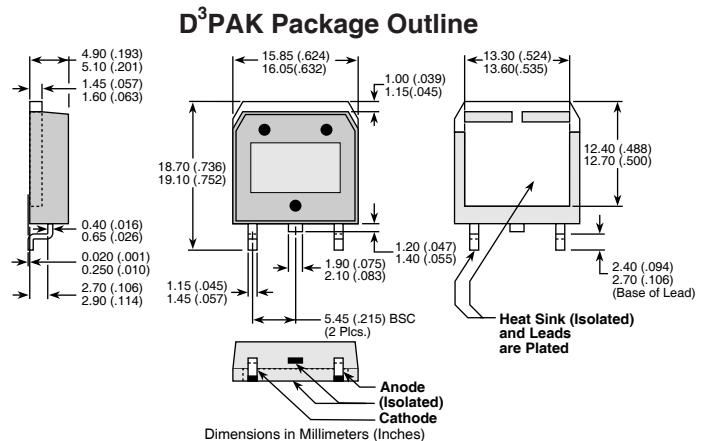 D³PAK Package Outline
4.90 (.193)
5.10 (.201)
1.45 (.057)
1.60 (.063)
15.85 (.624)
16.05(.632)
1.00 (.039)
1.15(.045)
13.30 (.524)
13.60(.535)
18.70 (.736)
19.10 (.752)
12.40 (.488)
12.70 (.500)
0.40 (.016)
0.65 (.026)
0.020 (.001)
0.250 (.010)
2.70 (.106)
2.90 (.114)
1.15 (.045)
1.45 (.057)
1.90 (.075)
2.10 (.083)
1.20 (.047)
1.40 (.055)
2.40 (.094)
2.70 (.106)
(Base of Lead)
5.45 (.215) BSC
(2 Plcs.)
Heat Sink (Isolated)
and Leads
are Plated
Anode
(Isolated)
Cathode
Dimensions in Millimeters (Inches)